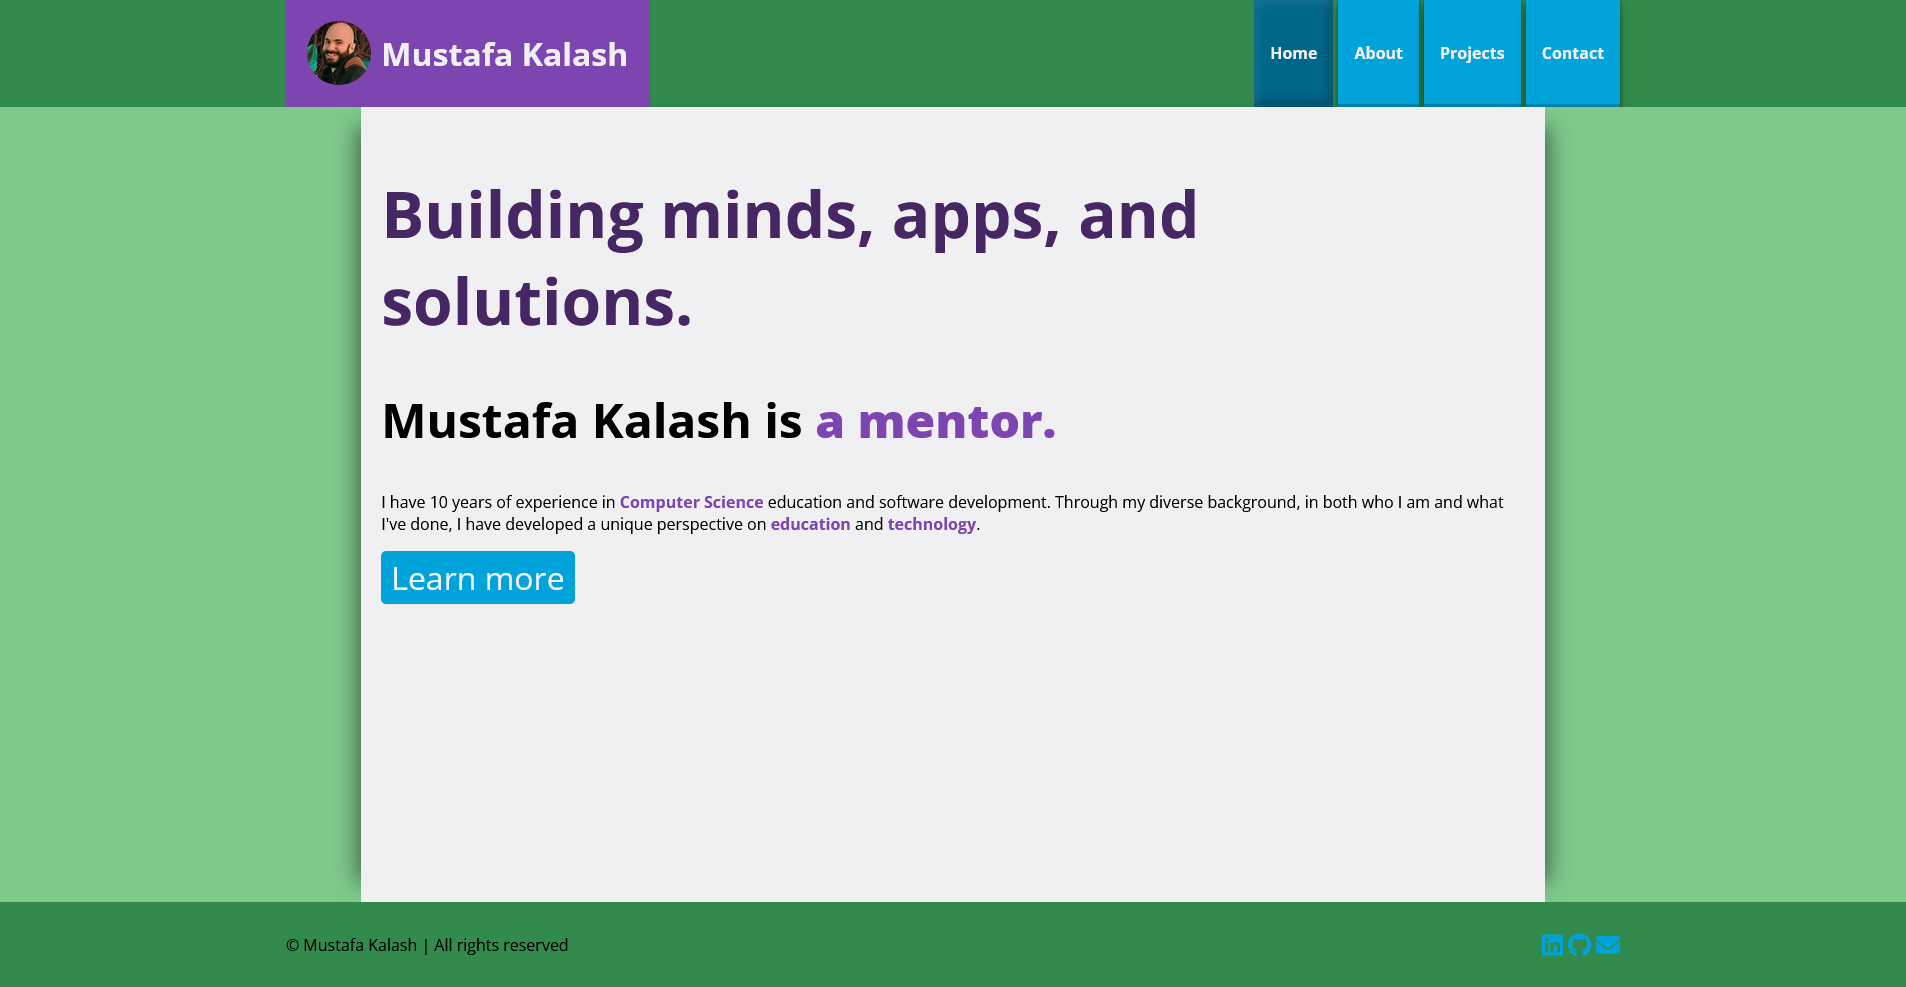 Mustafa Kalash
Home About Projects Contact
Building minds, apps, and
solutions.
Mustafa Kalash is a mentor.
I have 10 years of experience in Computer Science education and software development. Through my diverse background, in both who I am and what
I've done, I have developed a unique perspective on education and technology.
Learn more
© Mustafa Kalash | All rights reserved